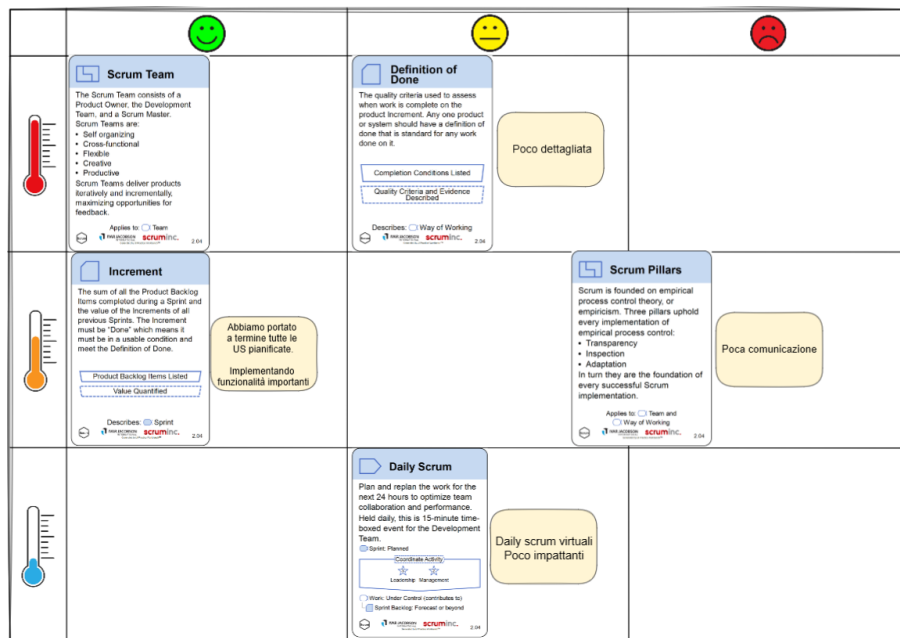 Scrum Team
The Scrum Team consists of a
Product Owner, the Development
Team, and a Scrum Master.
Scrum Teams are:
• Self organizing
• Cross-functional
• Flexible
• Creative
• Productive
Scrum Teams deliver products
iteratively and incrementally,
maximizing opportunities for
feedback.
Applies to: Team
IVAR JACOBSON
scruminc.
2.04
Definition of
Done
The quality criteria used to assess
when work is complete on the
product Increment. Any one product
or system should have a definition of
done that is standard for any work
done on it.
Completion Conditions Listed
Quality Criteria and Evidence
Described
Describes: Way of Working
IVAR JACOBSON
scruminc.
2.04
Poco dettagliata
Increment
The sum of all the Product Backlog
Items completed during a Sprint and
the value of the Increments of all
previous Sprints. The Increment
must be "Done" which means it
must be in a usable condition and
meet the Definition of Done.
Product Backlog Items Listed
Value Quantified
Describes: Sprint
IVAR JACOBSON
scruminc.
2.04
Abbiamo portato
a termine tutte le
US pianificate.
Implementando
funzionalitá importanti
Scrum Pillars
Scrum is founded on empirical
process control theory, or
empiricism. Three pillars uphold
every implementation of
empirical process control:
• Transparency
• Inspection
• Adaptation
In turn they are the foundation of
every successful Scrum
implementation.
Applies to: Team and
Way of Working
IVAR JACOBSON
scruminc.
2.04
Poca comunicazione
Daily Scrum
Plan and replan the work for the
next 24 hours to optimize team
collaboration and performance.
Held daily, this is 15-minute time-
boxed event for the Development
Team.
Sprint: Planned
Coordinate Activity
Leadership Management
Work: Under Control (contributes to)
Sprint Backlog: Forecast or beyond
IVAR JACOBSON
scruminc.
2.04
Daily scrum virtuali
Poco impattanti